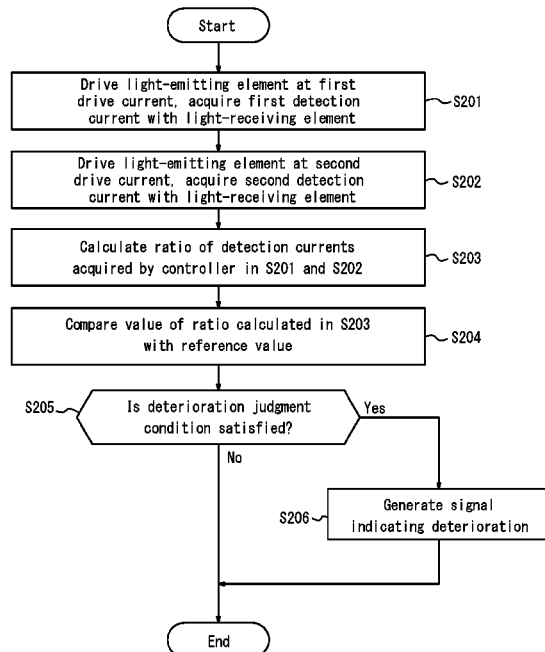 Start
Drive light-emitting element at first
drive current, acquire first detection
current with light-receiving element
S201
Drive light-emitting element at second
drive current, acquire second detection
current with light-receiving element
S202
Calculate ratio of detection currents
acquired by controller in S201 and S202
S203
Compare value of ratio calculated in S203
with reference value
S204
S205
Is deterioration judgment
condition satisfied?
Yes
No
S206
Generate signal
indicating deterioration
End